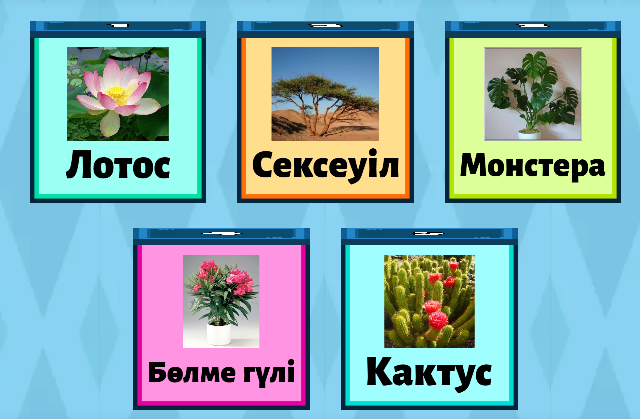 Лотос
Сексеуіл
Монстера
Бөлме гүлі
Кактус